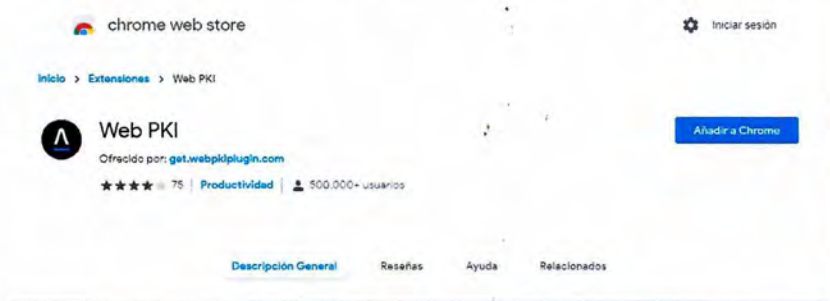 chrome web store
Iniciar sesión
Inicio > Extensiones > Web PKI
Web PKI
Añadir a Chrome
Ofrecido por: get.webpkiplugin.com
75 | Productividad | 500.000+ usuarios
Descripción General Reseñas Ayuda Relacionados